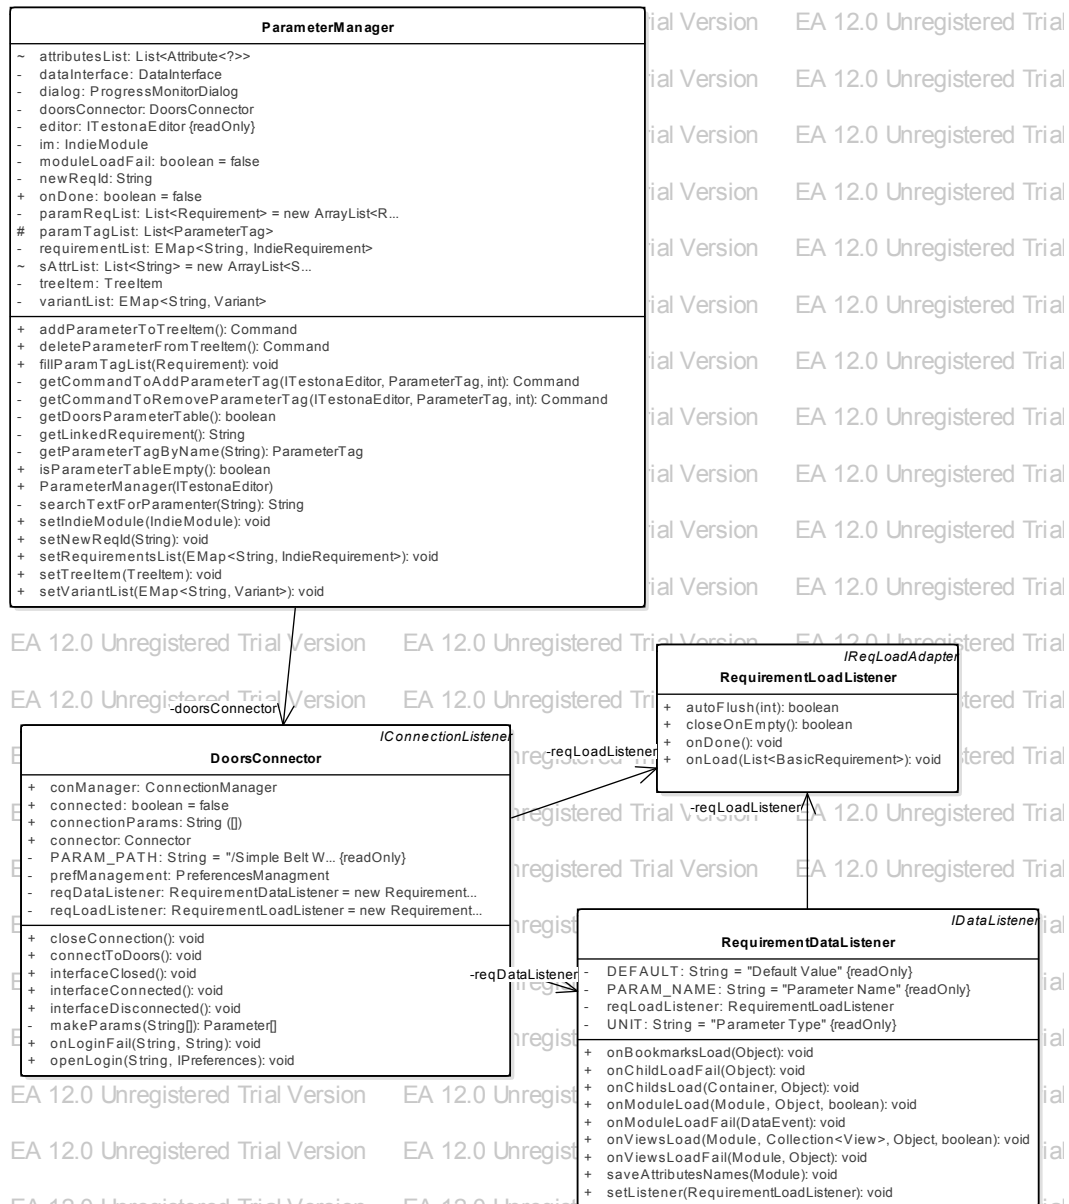 ParameterManager
~ attributesList: List<Attribute<?>>
- dataInterface: DataInterface
- dialog: ProgressMonitorDialog
- doorsConnector: DoorsConnector
- editor: ITestonaEditor {readOnly}
- im: IndieModule
- moduleLoadFail: boolean = false
- newReqId: String
+ onDone: boolean = false
- paramReqList: List<Requirement> = new ArrayList<R...
# paramTagList: List<ParameterTag>
- requirementList: EMap<String, IndieRequirement>
~ sAttrList: List<String> = new ArrayList<S...
- treeItem: TreeItem
- variantList: EMap<String, Variant>
+ addParameterToTreeItem(): Command
+ deleteParameterFromTreeItem(): Command
+ fillParamTagList(Requirement): void
- getCommandToAddParameterTag(ITestonaEditor, ParameterTag, int): Command
- getCommandToRemoveParameterTag(ITestonaEditor, ParameterTag, int): Command
- getDoorsParameterTable(): boolean
- getLinkedRequirement(): String
- getParameterTagByName(String): ParameterTag
+ isParameterTableEmpty(): boolean
+ ParameterManager(ITestonaEditor)
- searchTextForParamenter(String): String
+ setIndieModule(IndieModule): void
+ setNewReqId(String): void
+ setRequirementsList(EMap<String, IndieRequirement>): void
+ setTreeItem(TreeItem): void
+ setVariantList(EMap<String, Variant>): void
EA 12.0 Unregistered Trial Version
-doorsConnector
IConnectionListener
DoorsConnector
+ conManager: ConnectionManager
+ connected: boolean = false
+ connectionParams: String ([])
+ connector: Connector
- PARAM_PATH: String = "/Simple Belt W... {readOnly}
- prefManagement: PreferencesManagment
- reqDataListener: RequirementDataListener = new Requirement...
- reqLoadListener: RequirementLoadListener = new Requirement...
+ closeConnection(): void
+ connectToDoors(): void
+ interfaceClosed(): void
+ interfaceConnected(): void
+ interfaceDisconnected(): void
- makeParams(String[]): Parameter[]
+ onLoginFail(String, String): void
+ openLogin(String, IPreferences): void
-reqLoadListener
IReqLoadAdapter
RequirementLoadListener
+ autoFlush(int): boolean
+ closeOnEmpty(): boolean
+ onDone(): void
+ onLoad(List<BasicRequirement>): void
-reqLoadListener
-reqDataListener
IDataListener
RequirementDataListener
- DEFAULT: String = "Default Value" {readOnly}
- PARAM_NAME: String = "Parameter Name" {readOnly}
- reqLoadListener: RequirementLoadListener
- UNIT: String = "Parameter Type" {readOnly}
+ onBookmarksLoad(Object): void
+ onChildLoadFail(Object): void
+ onChildsLoad(Container, Object): void
+ onModuleLoad(Module, Object, boolean): void
+ onModuleLoadFail(DataEvent): void
+ onViewsLoad(Module, Collection<View>, Object, boolean): void
+ onViewsLoadFail(Module, Object): void
+ saveAttributesNames(Module): void
+ setListener(RequirementLoadListener): void